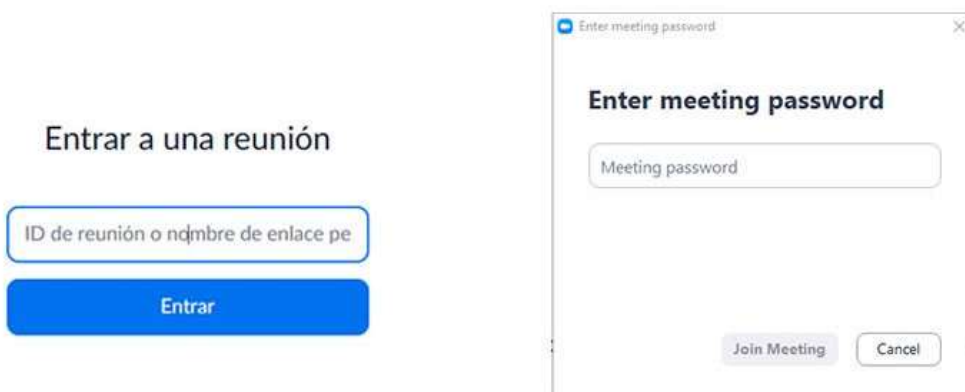 Entrar a una reunión
ID de reunión o nombre de enlace pe
Entrar
Enter meeting password
Enter meeting password
Meeting password
Join Meeting
Cancel